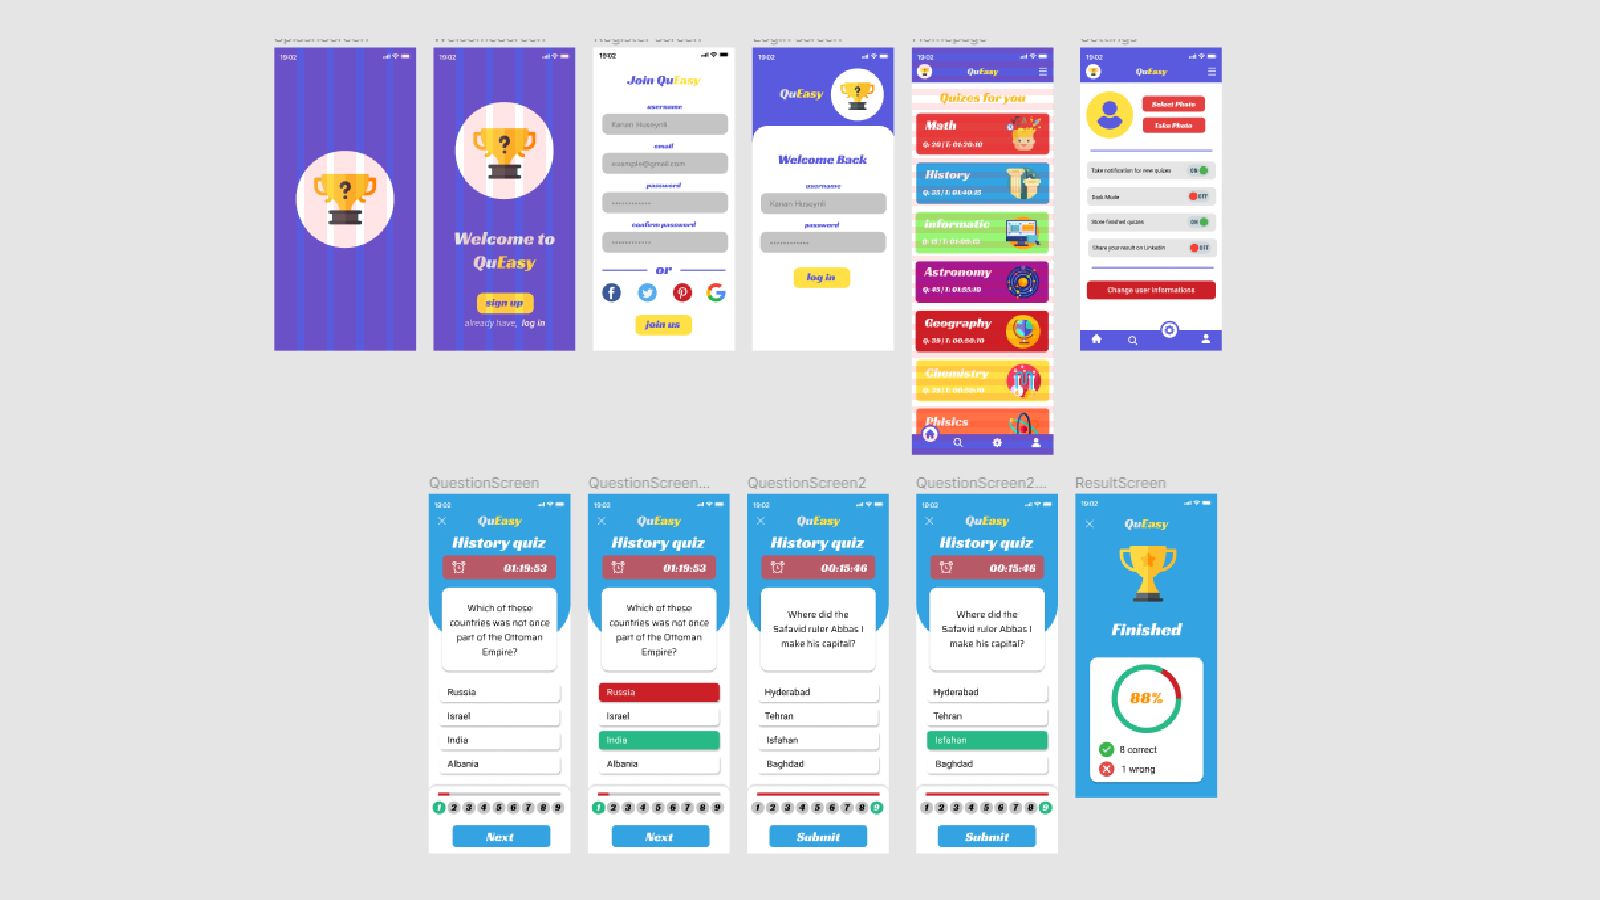 19:02
19:02
Welcome to
QuEasy
sign up
already have, log in
19:02
Join QuEasy
username
Kanan Huseynli
email
example@gmail.com
password
confirm password
or
join us
19:02
QuEasy
Welcome Back
username
Kanan Huseynli
password
log in
19:02
QuEasy
Quizes for you
Math
History
informatic
Astronomy
Geography
Chemistry
Phisics
19:02
QuEasy
Select Photo
Take Photo
Take notification for new quizes
ON
Dark Mode
OFF
Store finished quizes
ON
Share your result on Linkedin
OFF
Change user informations
QuestionScreen
19:02
QuEasy
History quiz
01:19:53
Which of these
countries was not once
part of the Ottoman
Empire?
Russia
Israel
India
Albania
1 2 3 4 5 6 7 8 9
Next
QuestionScreen...
19:02
QuEasy
History quiz
01:19:53
Which of these
countries was not once
part of the Ottoman
Empire?
Russia
Israel
India
Albania
1 2 3 4 5 6 7 8 9
Next
QuestionScreen2
19:02
QuEasy
History quiz
00:15:46
Where did the
Safavid ruler Abbas I
make his capital?
Hyderabad
Tehran
Isfahan
Baghdad
1 2 3 4 5 6 7 8 9
Submit
QuestionScreen2...
19:02
QuEasy
History quiz
00:15:46
Where did the
Safavid ruler Abbas I
make his capital?
Hyderabad
Tehran
Isfahan
Baghdad
1 2 3 4 5 6 7 8 9
Submit
ResultScreen
19:02
QuEasy
Finished
88%
8 correct
1 wrong